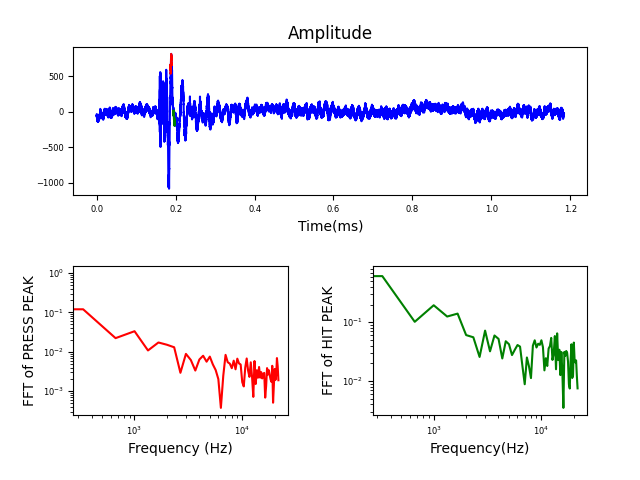 Amplitude
500
0
−500
−1000
0.0 0.2 0.4 0.6 0.8 1.0 1.2
Time(ms)
FFT of PRESS PEAK
10⁰
10⁻¹
10⁻²
10⁻³
10³ 10⁴
Frequency (Hz)
FFT of HIT PEAK
10⁻¹
10⁻²
10³ 10⁴
Frequency(Hz)